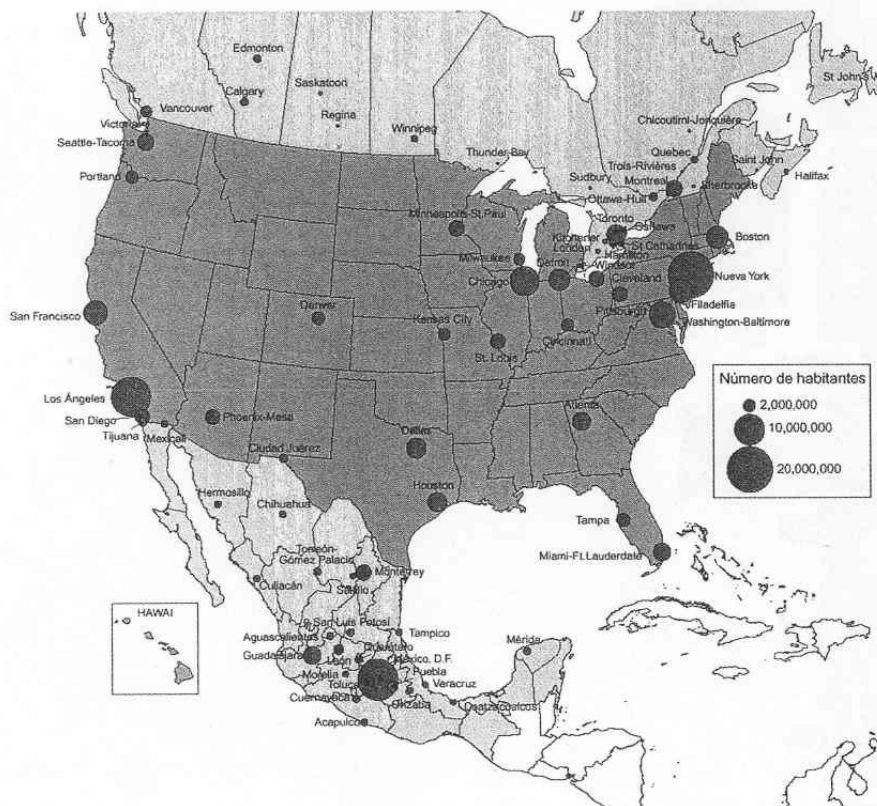 Edmonton
Saskatoon
Calgary
Regina
Vancouver
Victoria
Winnipeg
Seattle-Tacoma
Portland
Thunder Bay
Sudbury
Chicoutimi-Jonquière
Quebec
Trois-Rivières
Montreal
Saint John
Halifax
Sherbrooke
Ottawa-Hull
Minneapolis-St.Paul
Toronto
Oshawa
Kitchener
London
St Catharines
Hamilton
Boston
Milwaukee
Detroit
Windsor
Chicago
Cleveland
Nueva York
Filadelfia
Pittsburgh
Washington-Baltimore
San Francisco
Denver
Kansas City
St. Louis
Cincinnati
Los Ángeles
San Diego
Tijuana
Mexicali
Phoenix-Mesa
Ciudad Juárez
Dallas
Atlanta
Houston
Hermosillo
Chihuahua
Tampa
Miami-Ft.Lauderdale
Torreón-
Gómez Palacio
Monterrey
Culiacán
Saltillo
San Luis Potosí
Tampico
Aguascalientes
Querétaro
Guadalajara
León
México, D.F.
Mérida
Morelia
Puebla
Toluca
Veracruz
Cuernavaca
Orizaba
Coatzacoalcos
Acapulco
HAWAI
Número de habitantes
2,000,000
10,000,000
20,000,000